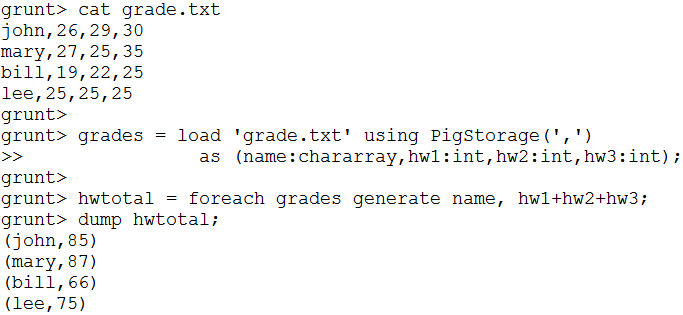 grunt> cat grade.txt
john,26,29,30
mary,27,25,35
bill,19,22,25
lee,25,25,25
grunt>
grunt> grades = load 'grade.txt' using PigStorage(',')
>>               as (name:chararray,hw1:int,hw2:int,hw3:int);
grunt>
grunt> hwtotal = foreach grades generate name, hw1+hw2+hw3;
grunt> dump hwtotal;
(john,85)
(mary,87)
(bill,66)
(lee,75)